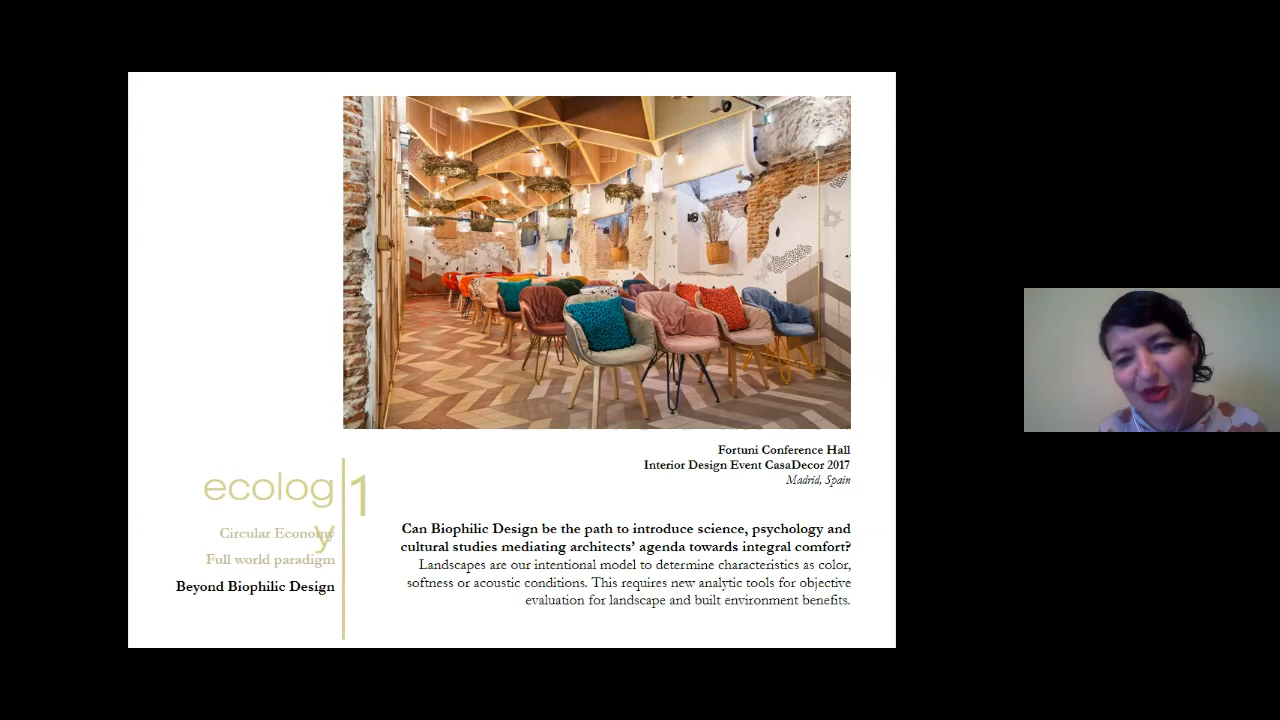 Fortuni Conference Hall
Interior Design Event CasaDecor 2017
Madrid, Spain
ecolog
y
1
Circular Economy
Full world paradigm
Beyond Biophilic Design
Can Biophilic Design be the path to introduce science, psychology and
cultural studies mediating architects’ agenda towards integral comfort?
Landscapes are our intentional model to determine characteristics as color,
softness or acoustic conditions. This requires new analytic tools for objective
evaluation for landscape and built environment benefits.